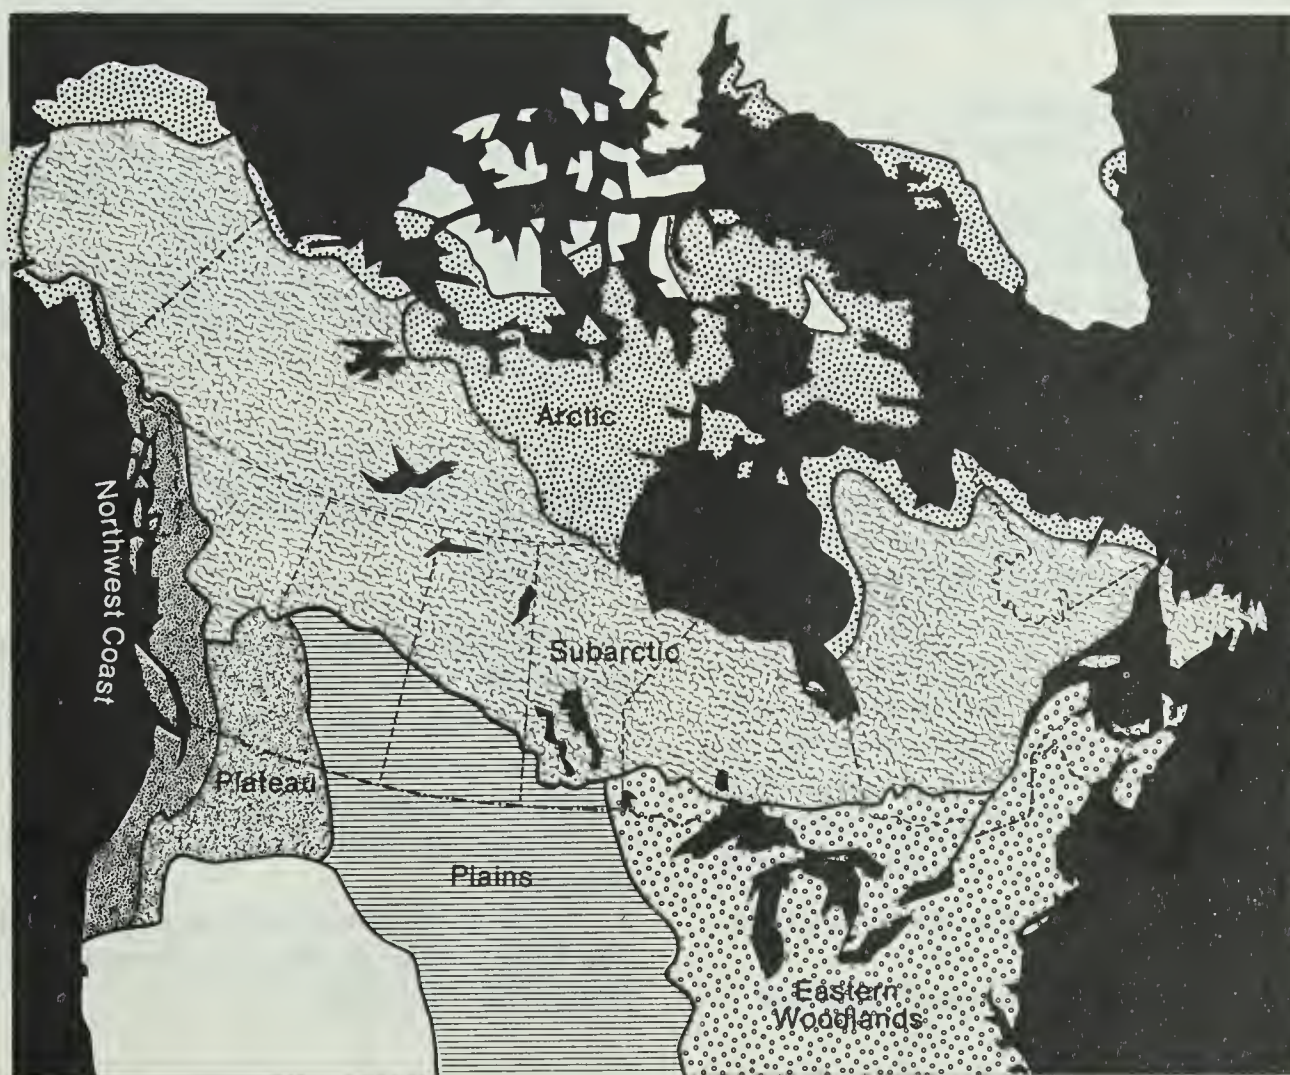 Arctic
Northwest Coast
Subarctic
Plateau
Plains
Eastern
Woodlands